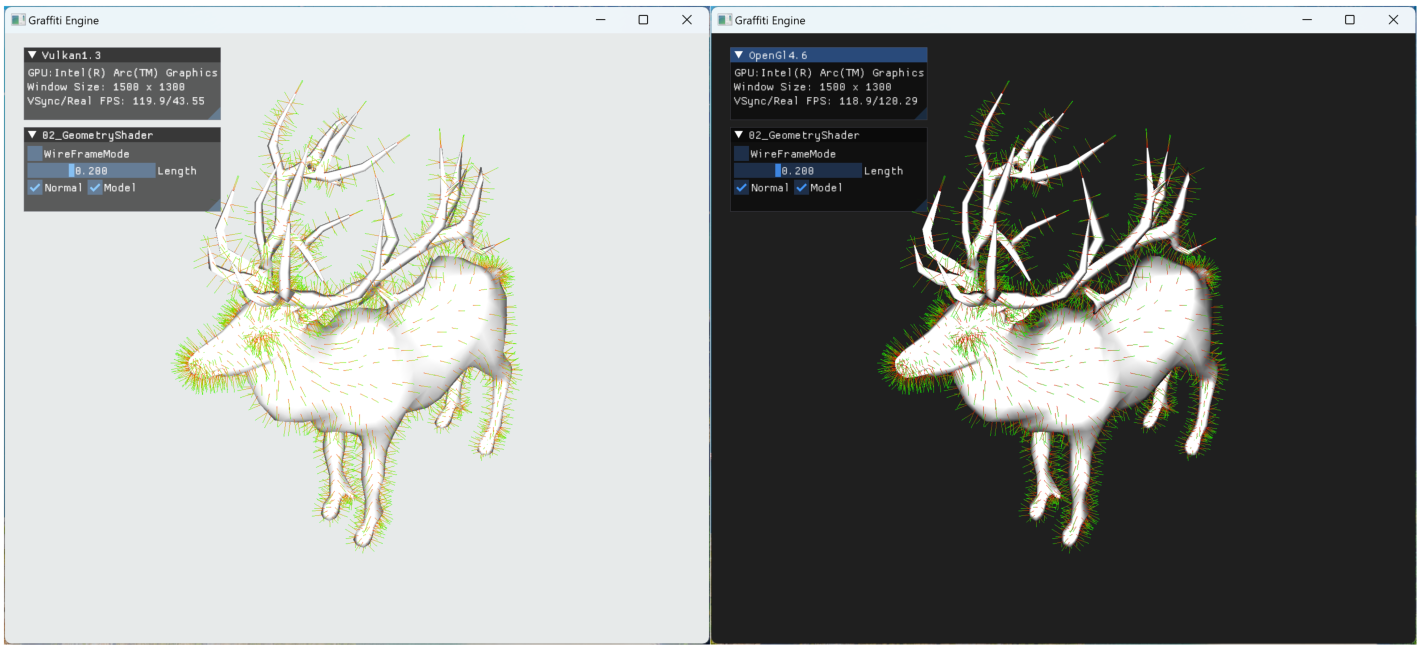 Graffiti Engine
Vulkan1.3
GPU:Intel(R) Arc(TM) Graphics
Window Size: 1500 x 1300
VSync/Real FPS: 119.9/43.55
02_GeometryShader
WireFrameMode
0.200 Length
Normal Model
Graffiti Engine
OpenGl4.6
GPU:Intel(R) Arc(TM) Graphics
Window Size: 1500 x 1300
VSync/Real FPS: 118.9/120.29
02_GeometryShader
WireFrameMode
0.200 Length
Normal Model